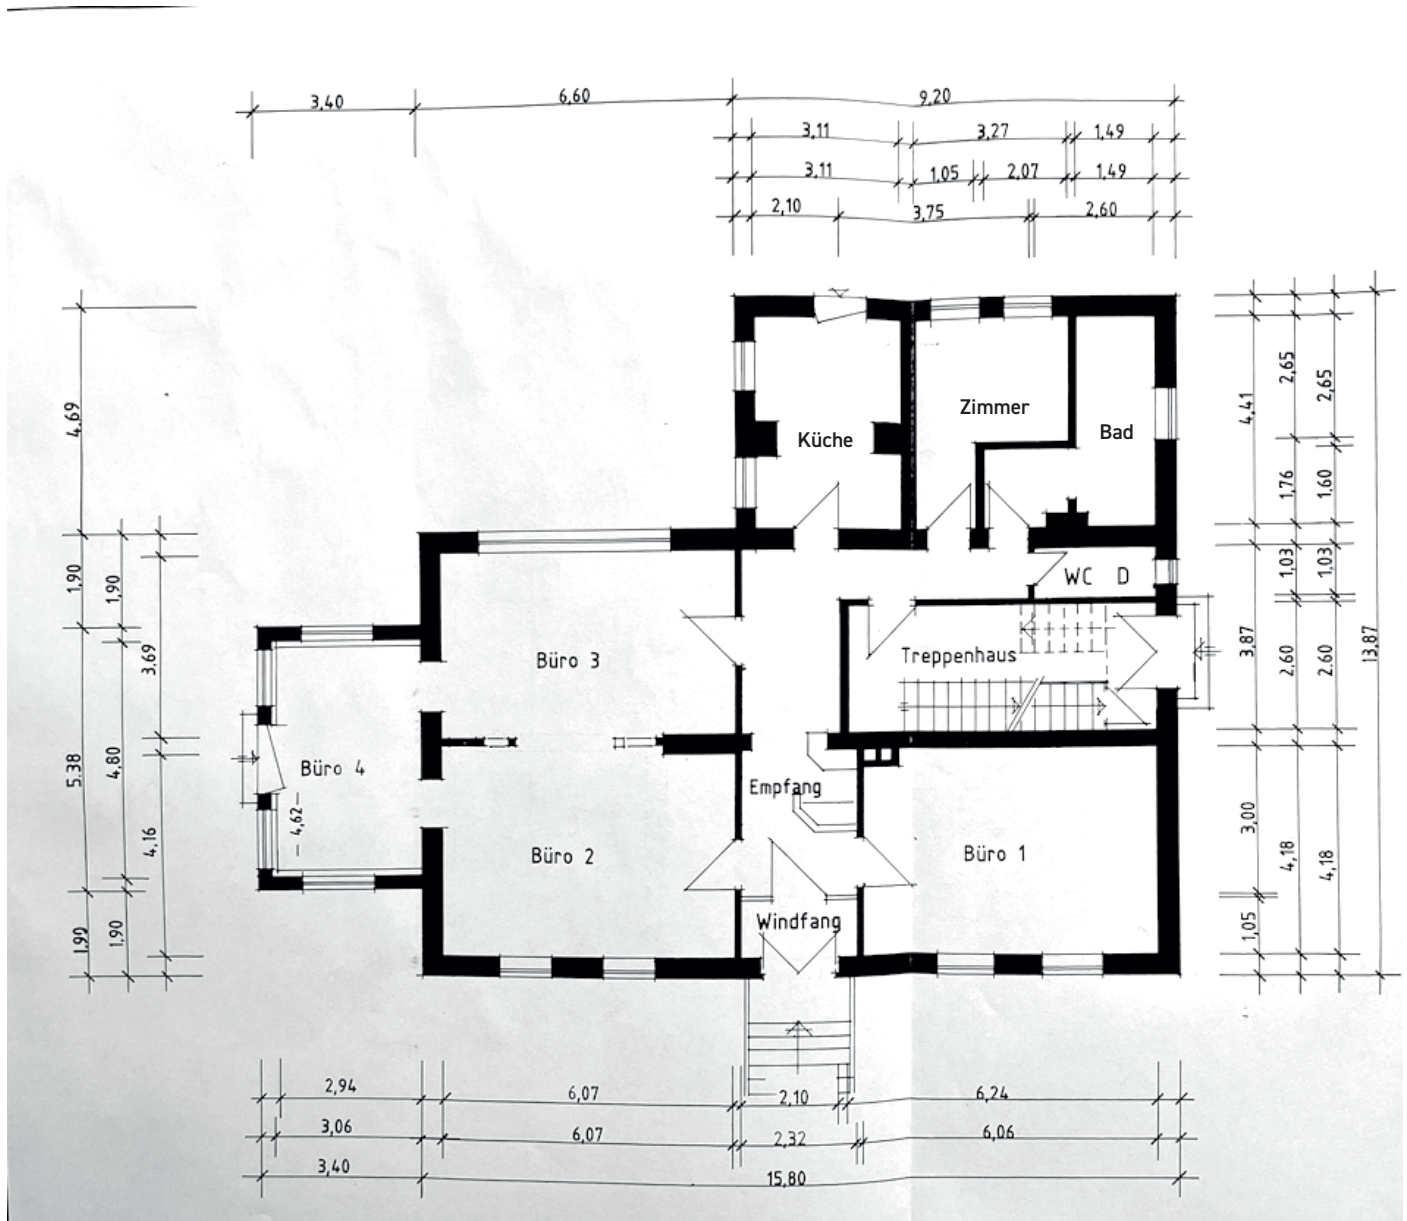 3,40 6,60 9,20
3,11 3,27 1,49
3,11 1,05 2,07 1,49
2,10 3,75 2,60
4,69
1,90
5,38
1,90
1,90
4,80
1,90
3,69
4,16
Küche
Zimmer
Bad
WC D
Treppenhaus
Büro 3
Büro 4
4,62
Büro 2
Empfang
Büro 1
Windfang
4,41
3,87
3,00
1,05
2,65
1,76
1,03
2,60
4,18
2,65
1,60
1,03
2,60
4,18
13,87
2,94 6,07 2,10 6,24
3,06 6,07 2,32 6,06
3,40 15,80